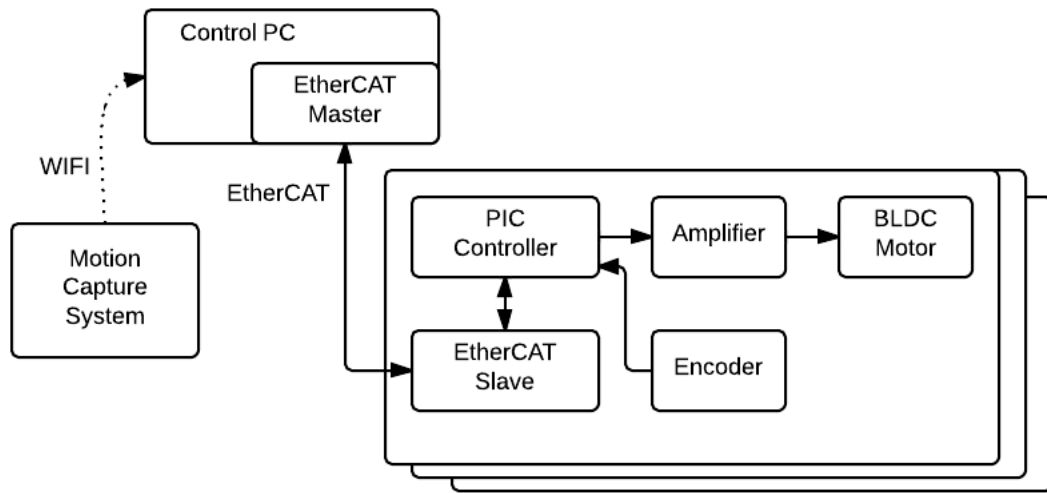 Control PC
EtherCAT
Master
WIFI
EtherCAT
Motion
Capture
System
PIC
Controller
Amplifier
BLDC
Motor
EtherCAT
Slave
Encoder